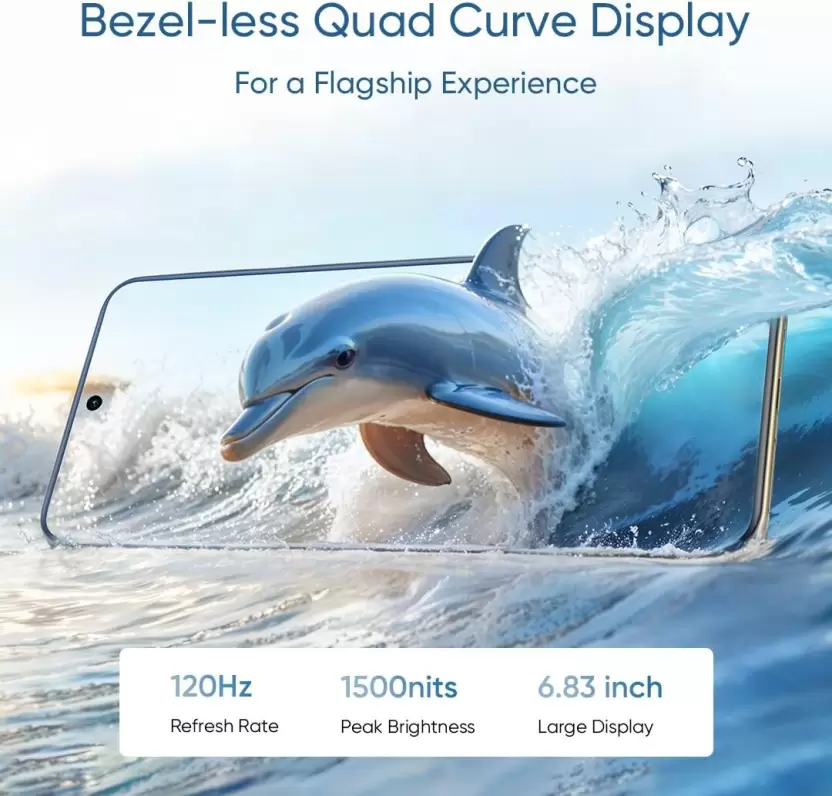 Bezel-less Quad Curve Display
For a Flagship Experience
120Hz
Refresh Rate
1500nits
Peak Brightness
6.83 inch
Large Display